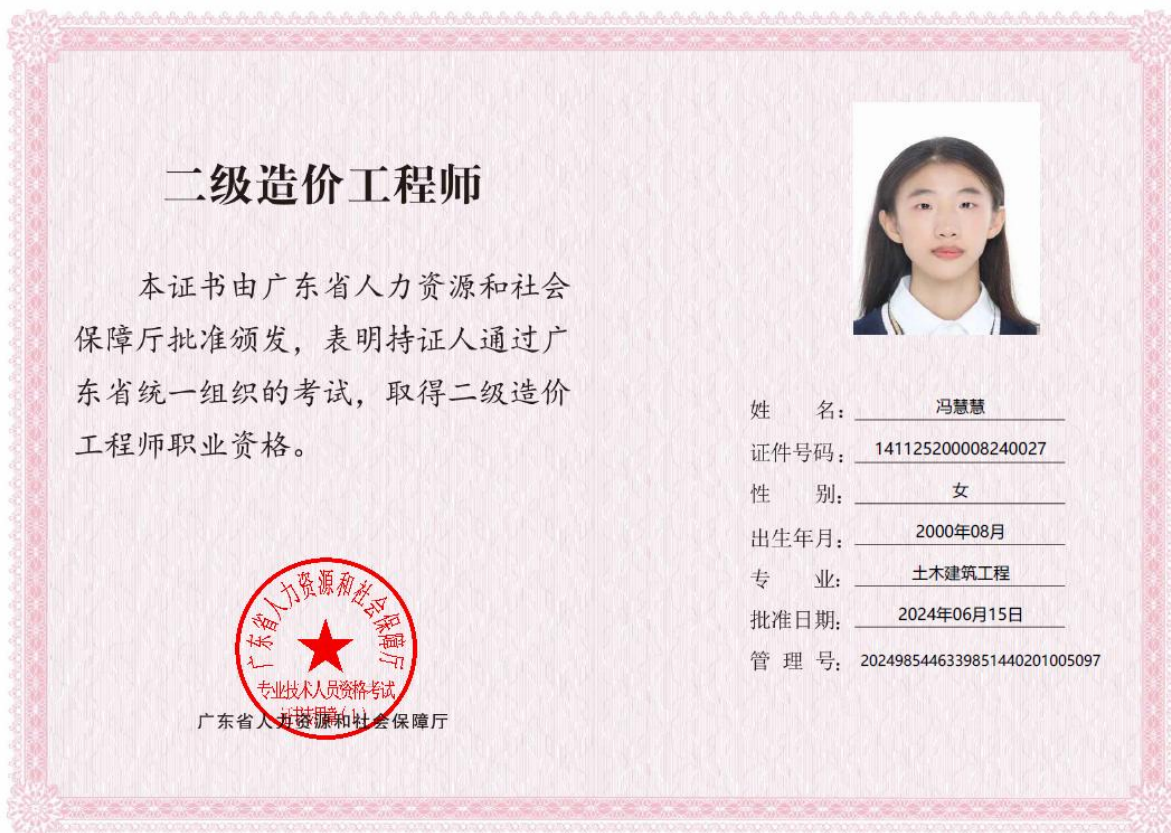 二级造价工程师
本证书由广东省人力资源和社会
保障厅批准颁发，表明持证人通过广
东省统一组织的考试，取得二级造价
工程师职业资格。
广东省人力资源和社会保障厅
专业技术人员资格考试
证书专用章(1)
广东省人力资源和社会保障厅
姓 名：冯慧慧
证件号码：141125200008240027
性 别：女
出生年月：2000年08月
专 业：土木建筑工程
批准日期：2024年06月15日
管 理 号：2024985446339851440201005097